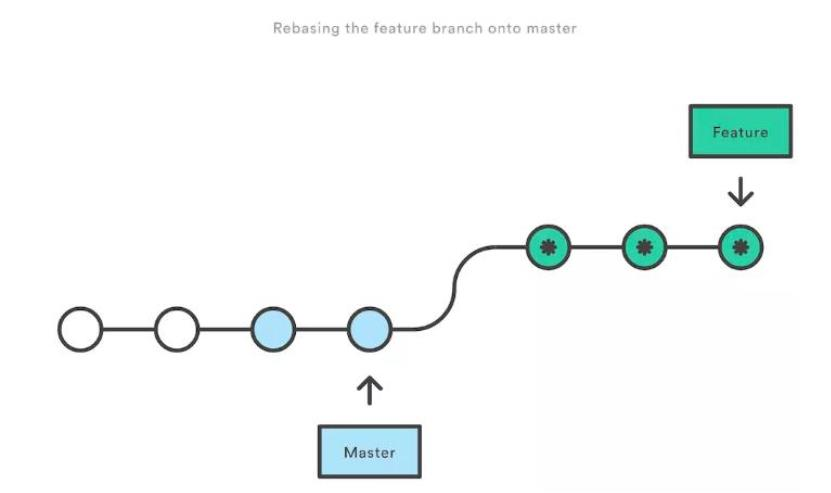 Rebasing the feature branch onto master
Feature
Master